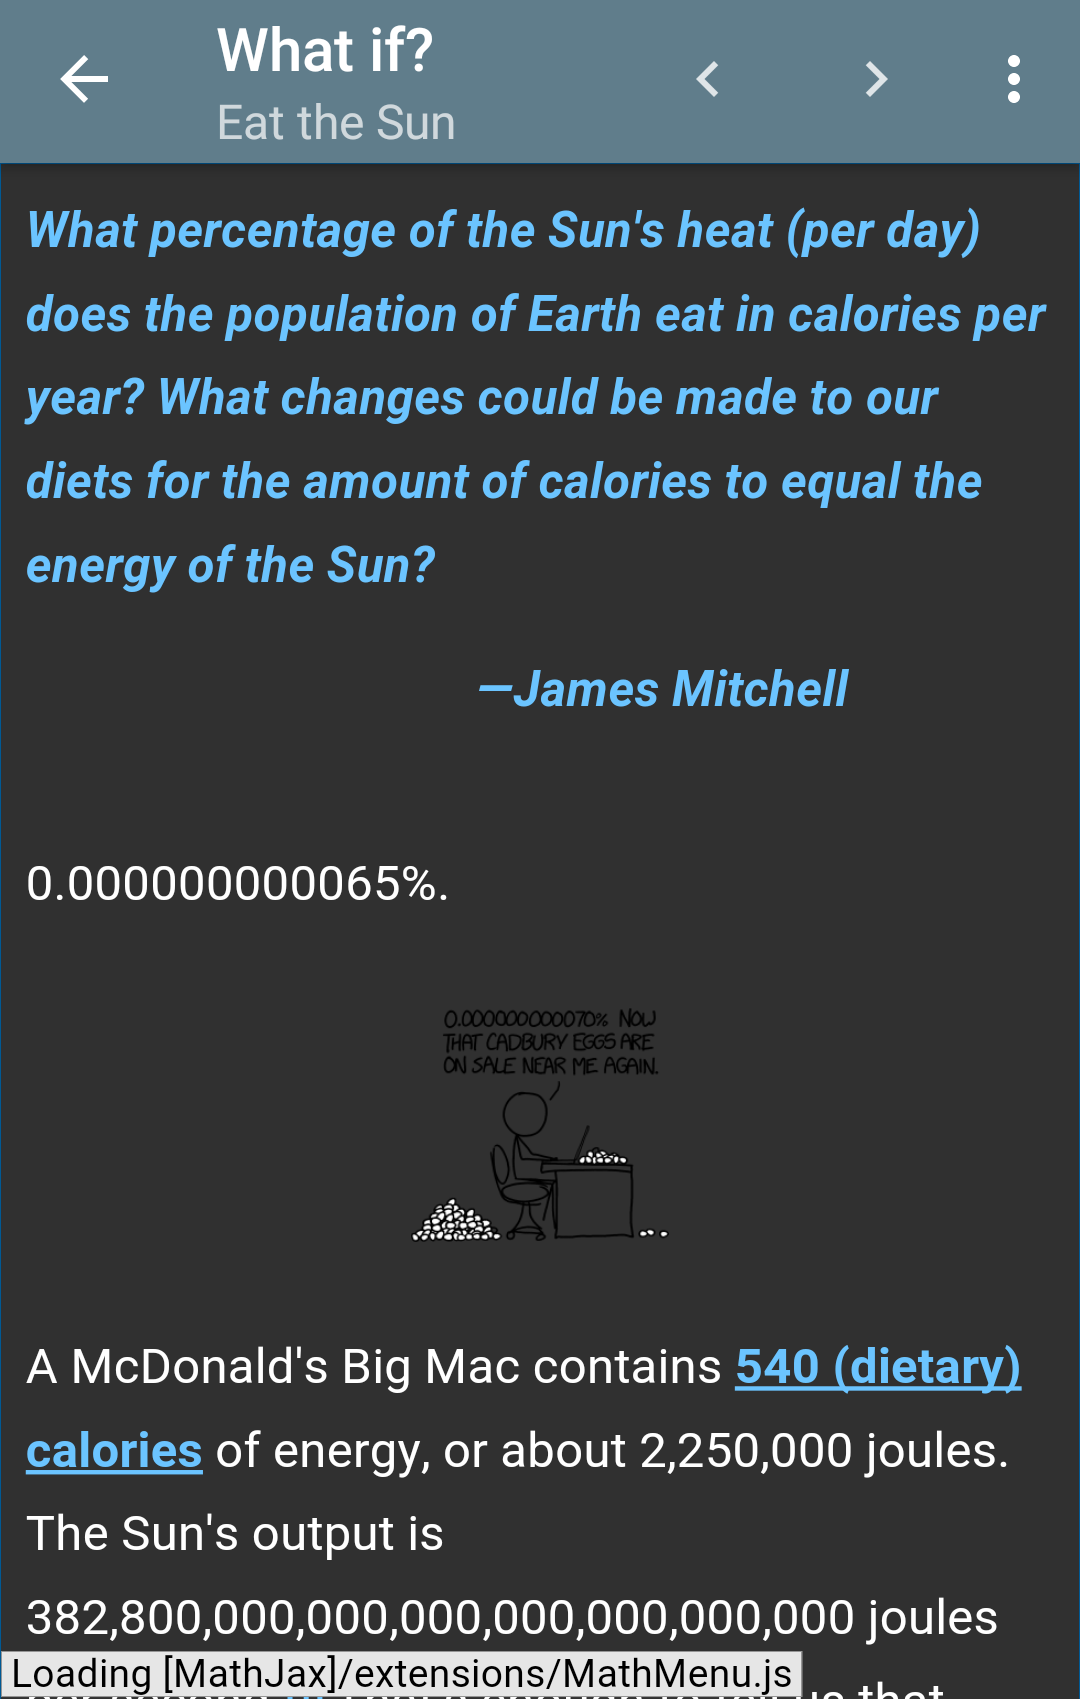 What if?
Eat the Sun
What percentage of the Sun's heat (per day)
does the population of Earth eat in calories per
year? What changes could be made to our
diets for the amount of calories to equal the
energy of the Sun?
—James Mitchell
0.000000000065%.
0.000000000070% NOW
THAT CADBURY EGGS ARE
ON SALE NEAR ME AGAIN.
A McDonald's Big Mac contains 540 (dietary)
calories of energy, or about 2,250,000 joules.
The Sun's output is
382,800,000,000,000,000,000,000,000 joules
Loading [MathJax]/extensions/MathMenu.js